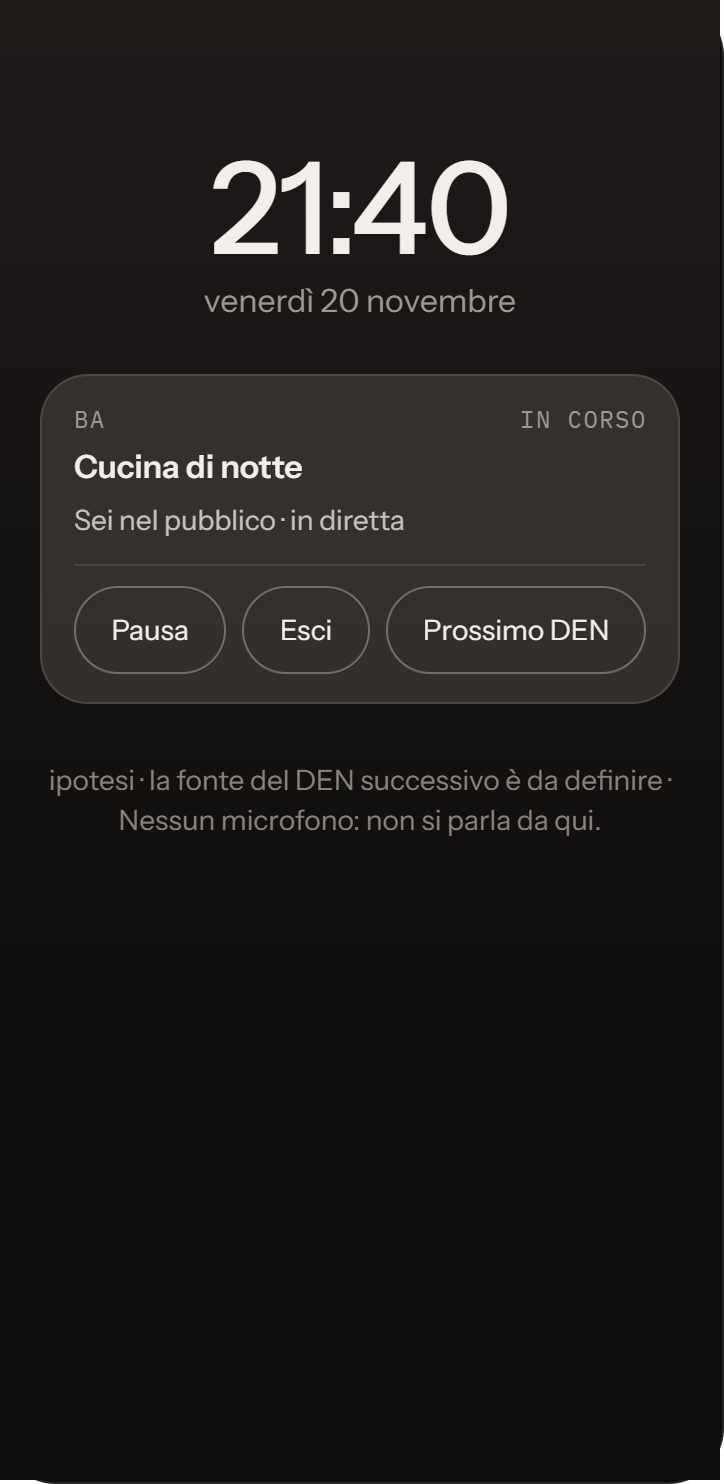 21:40
venerdì 20 novembre
BA IN CORSO
Cucina di notte
Sei nel pubblico · in diretta
Pausa Esci Prossimo DEN
ipotesi · la fonte del DEN successivo è da definire ·
Nessun microfono: non si parla da qui.